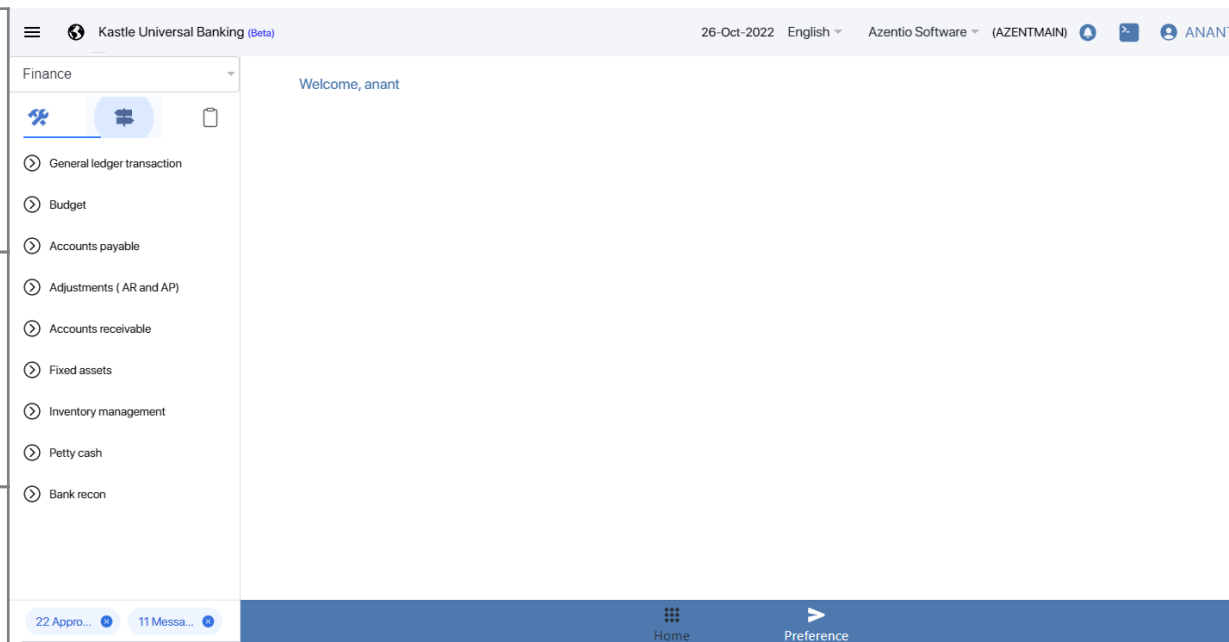 Kastle Universal Banking (Beta)
26-Oct-2022 English Azentio Software (AZENTMAIN) ANANT
Finance
Welcome, anant
General ledger transaction
Budget
Accounts payable
Adjustments ( AR and AP)
Accounts receivable
Fixed assets
Inventory management
Petty cash
Bank recon
22 Appro... 11 Messa...
Home Preference